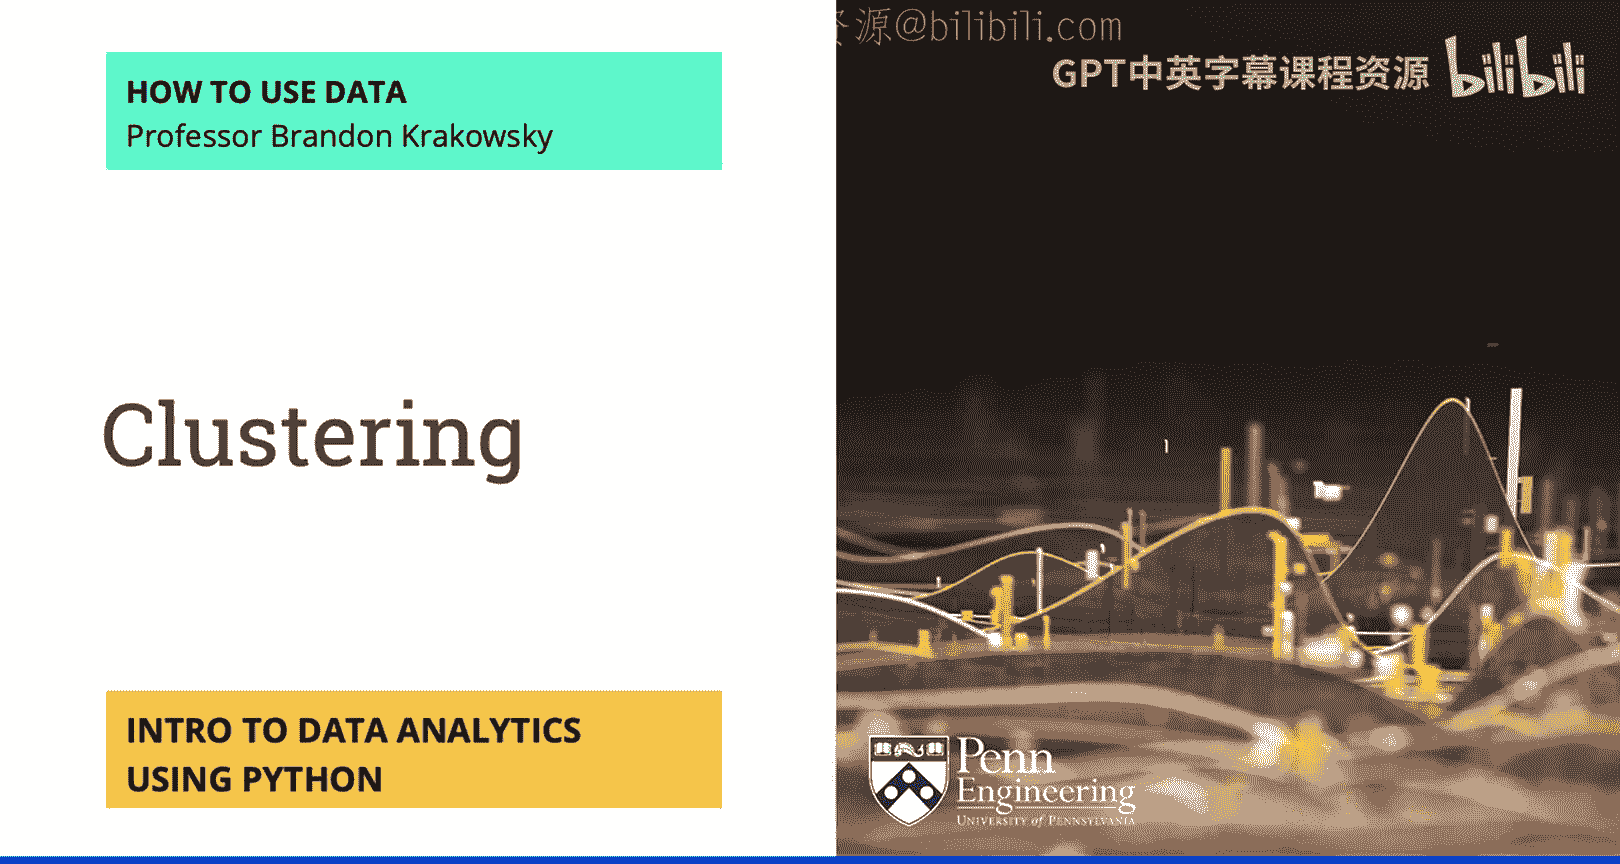 HOW TO USE DATA
Professor Brandon Krakowsky
Clustering
INTRO TO DATA ANALYTICS
USING PYTHON
源@bilibili.com
GPT中英字幕课程资源 bilibili
Penn
Engineering
UNIVERSITY of PENNSYLVANIA